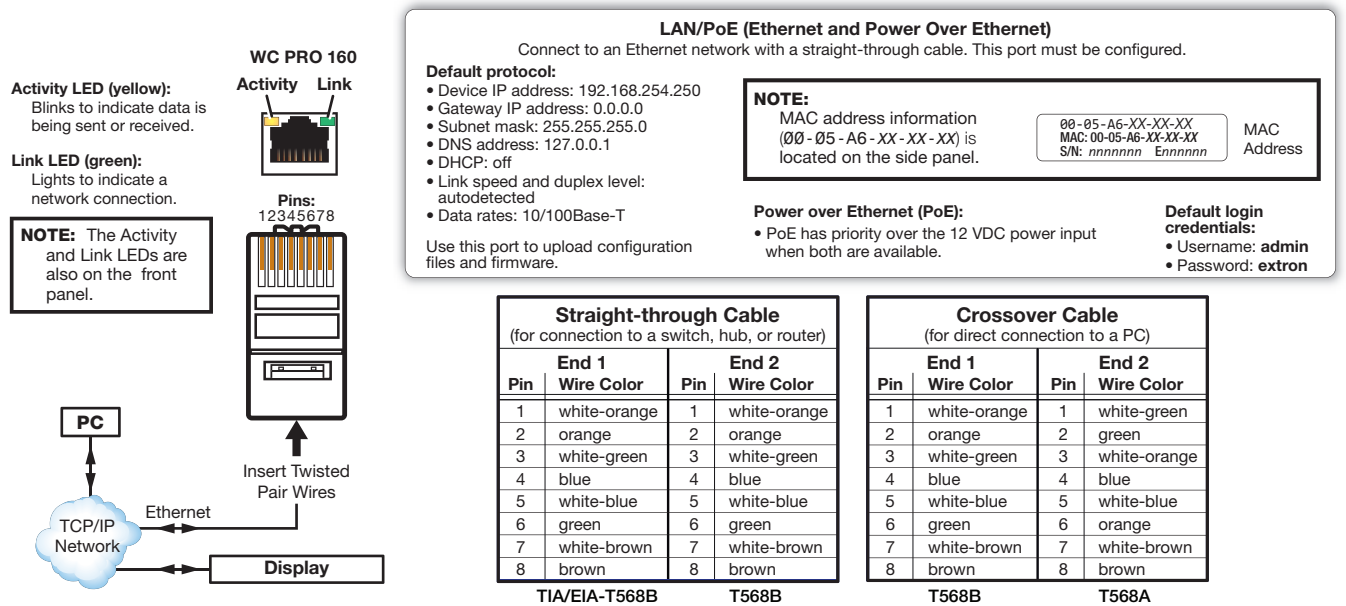 WC PRO 160
Activity Link
Activity LED (yellow):
Blinks to indicate data is
being sent or received.
Link LED (green):
Lights to indicate a
network connection.
NOTE: The Activity
and Link LEDs are
also on the front
panel.
Pins:
12345678
Insert Twisted
Pair Wires
PC
TCP/IP
Network
Ethernet
Display
LAN/PoE (Ethernet and Power Over Ethernet)
Connect to an Ethernet network with a straight-through cable. This port must be configured.
Default protocol:
• Device IP address: 192.168.254.250
• Gateway IP address: 0.0.0.0
• Subnet mask: 255.255.255.0
• DNS address: 127.0.0.1
• DHCP: off
• Link speed and duplex level:
autodetected
• Data rates: 10/100Base-T
Use this port to upload configuration
files and firmware.
NOTE:
MAC address information
(00-05-A6-XX-XX-XX) is
located on the side panel.
00-05-A6-XX-XX-XX
MAC: 00-05-A6-XX-XX-XX
S/N: nnnnnnn Ennnnnn
MAC
Address
Power over Ethernet (PoE):
• PoE has priority over the 12 VDC power input
when both are available.
Default login
credentials:
• Username: admin
• Password: extron
Straight-through Cable
(for connection to a switch, hub, or router)
End 1 End 2
Pin Wire Color Pin Wire Color
1 white-orange 1 white-orange
2 orange 2 orange
3 white-green 3 white-green
4 blue 4 blue
5 white-blue 5 white-blue
6 green 6 green
7 white-brown 7 white-brown
8 brown 8 brown
TIA/EIA-T568B T568B
Crossover Cable
(for direct connection to a PC)
End 1 End 2
Pin Wire Color Pin Wire Color
1 white-orange 1 white-green
2 orange 2 green
3 white-green 3 white-orange
4 blue 4 blue
5 white-blue 5 white-blue
6 green 6 orange
7 white-brown 7 white-brown
8 brown 8 brown
T568B T568A